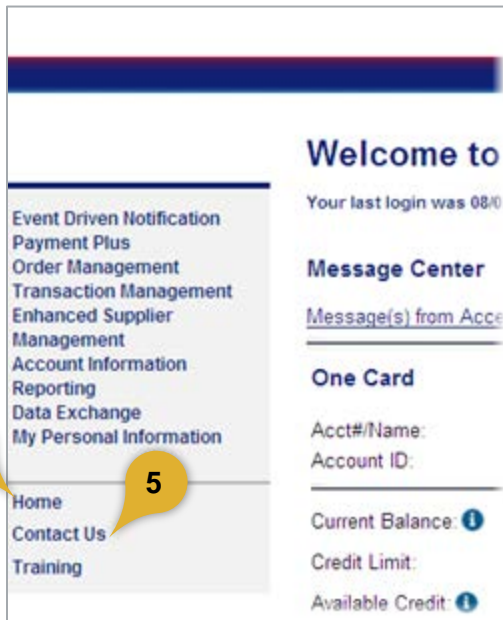 Event Driven Notification
Payment Plus
Order Management
Transaction Management
Enhanced Supplier
Management
Account Information
Reporting
Data Exchange
My Personal Information
Home
5
Contact Us
Training
Welcome to
Your last login was 08/0
Message Center
Message(s) from Acce
One Card
Acct#/Name:
Account ID:
Current Balance:
Credit Limit:
Available Credit: